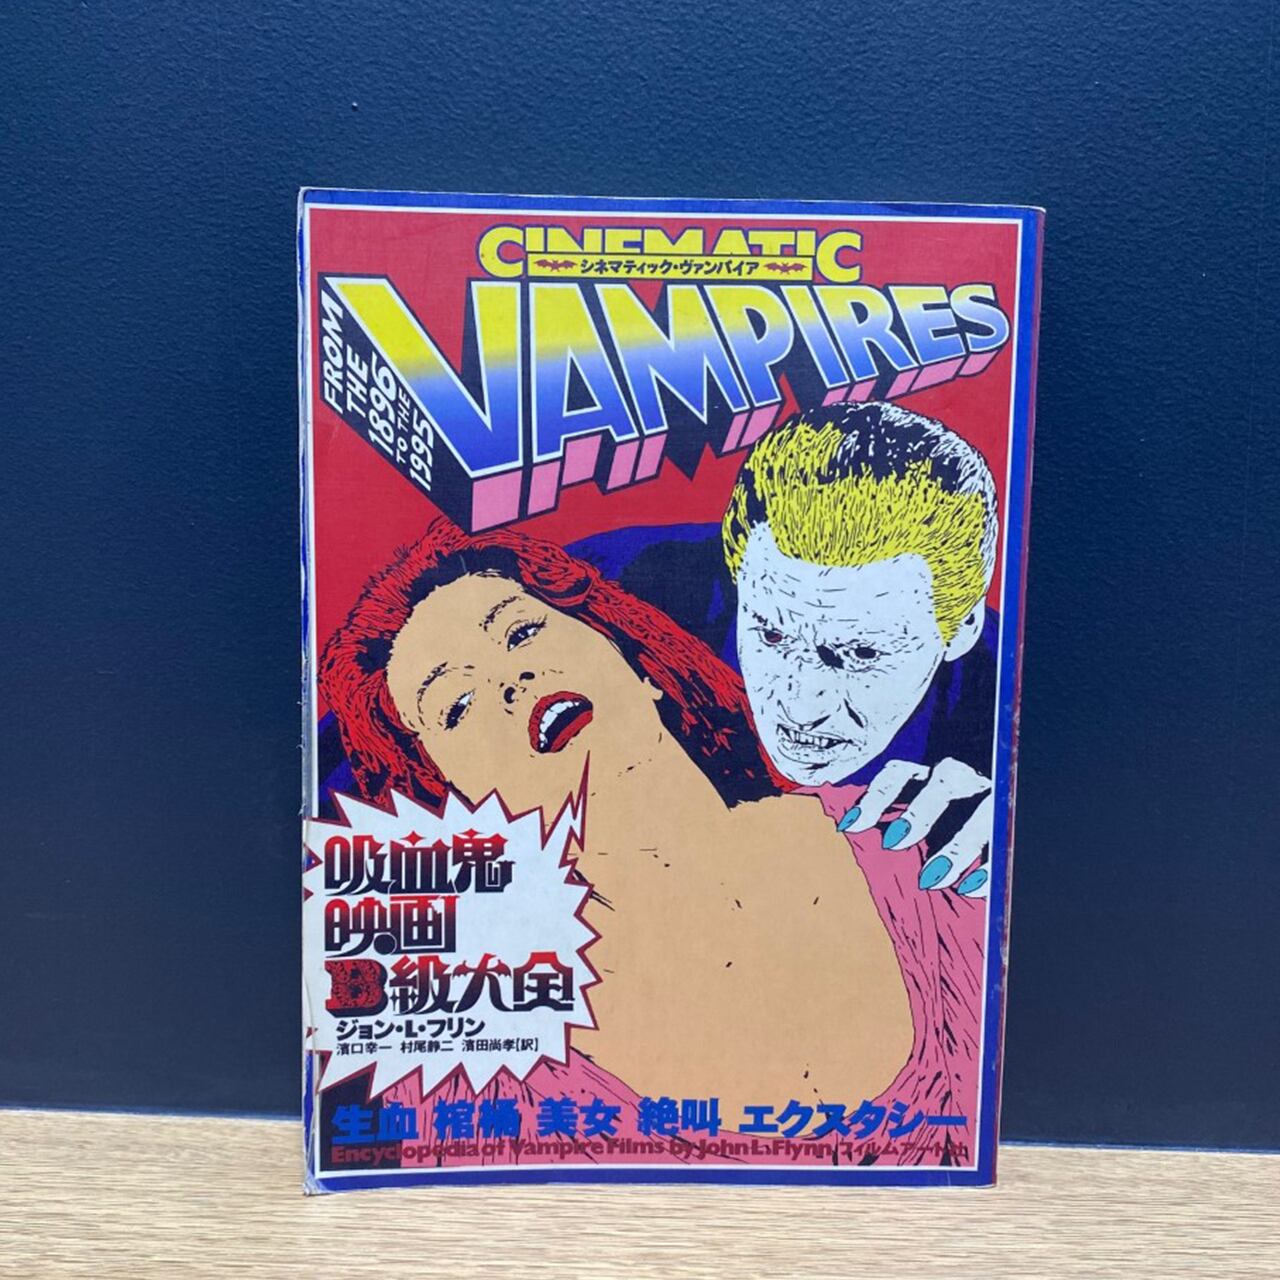 CINEMATIC
シネマティック・ヴァンパイア
VAMPIRES
FROM
THE
1896
TO THE
1995
吸血鬼
映画
B級大全
ジョン・L・フリン
濱口幸一 村尾静二 濱田尚孝[訳]
生血 棺桶 美女 絶叫 エクスタシー
Encyclopedia of Vampire Films by John L. Flynn フィルムアート社